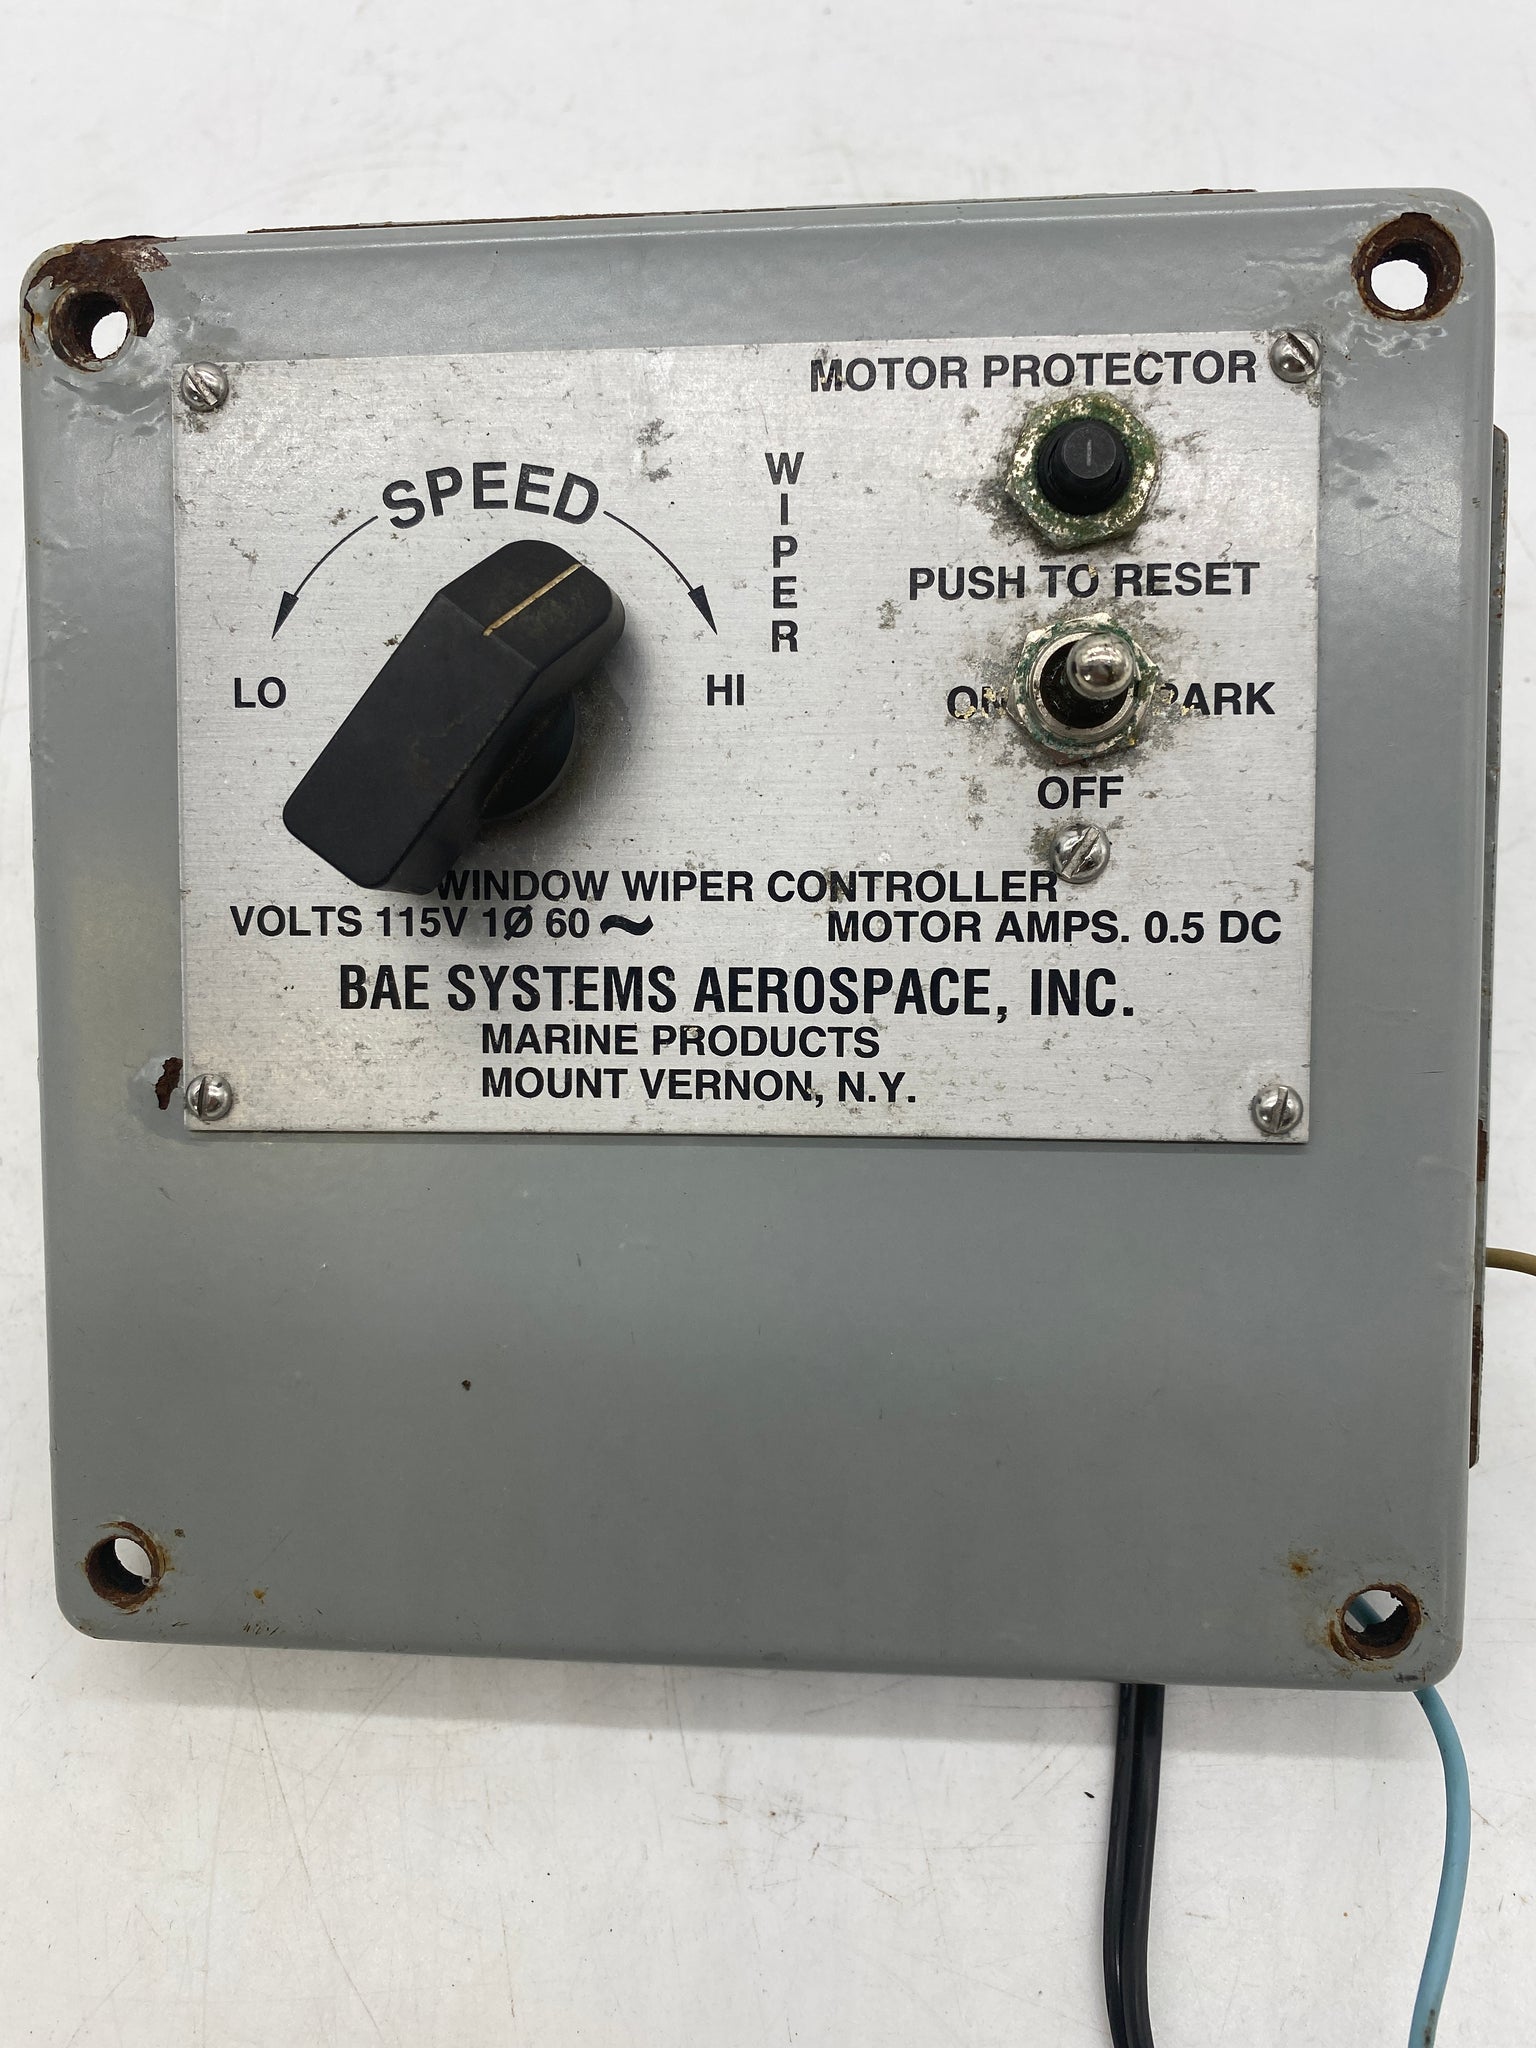 MOTOR PROTECTOR
SPEED
WIPER
PUSH TO RESET
LO
HI
PARK
OFF
WINDOW WIPER CONTROLLER
VOLTS 115V 1Ø 60 ~
MOTOR AMPS. 0.5 DC
BAE SYSTEMS AEROSPACE, INC.
MARINE PRODUCTS
MOUNT VERNON, N.Y.